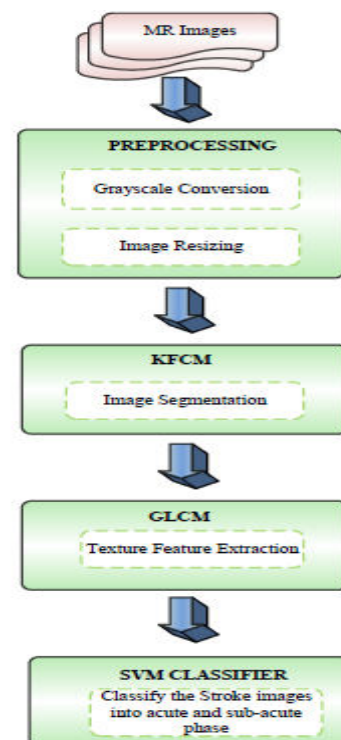 MR Images
PREPROCESSING
Grayscale Conversion
Image Resizing
KFCM
Image Segmentation
GLCM
Texture Feature Extraction
SVM CLASSIFIER
Classify the Stroke images
into acute and sub-acute
phase